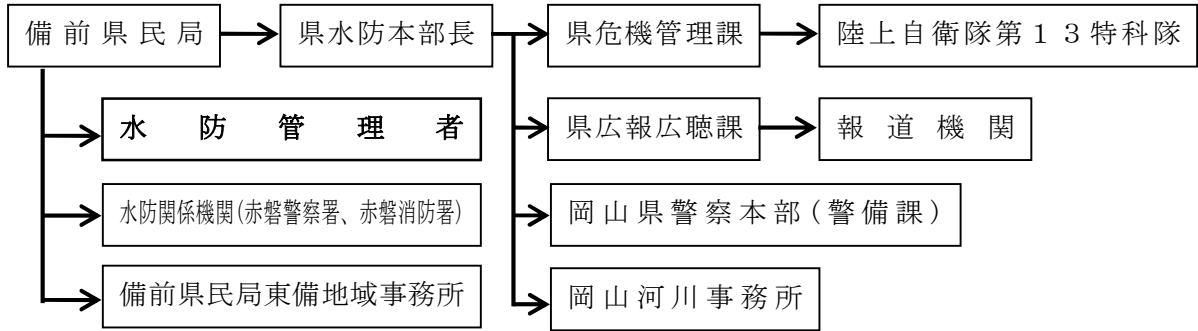 備前県民局 県水防本部長 県危機管理課 陸上自衛隊第13特科隊
水防管理者 県広報広聴課 報道機関
水防関係機関(赤磐警察署、赤磐消防署) 岡山県警察本部(警備課)
備前県民局東備地域事務所 岡山河川事務所